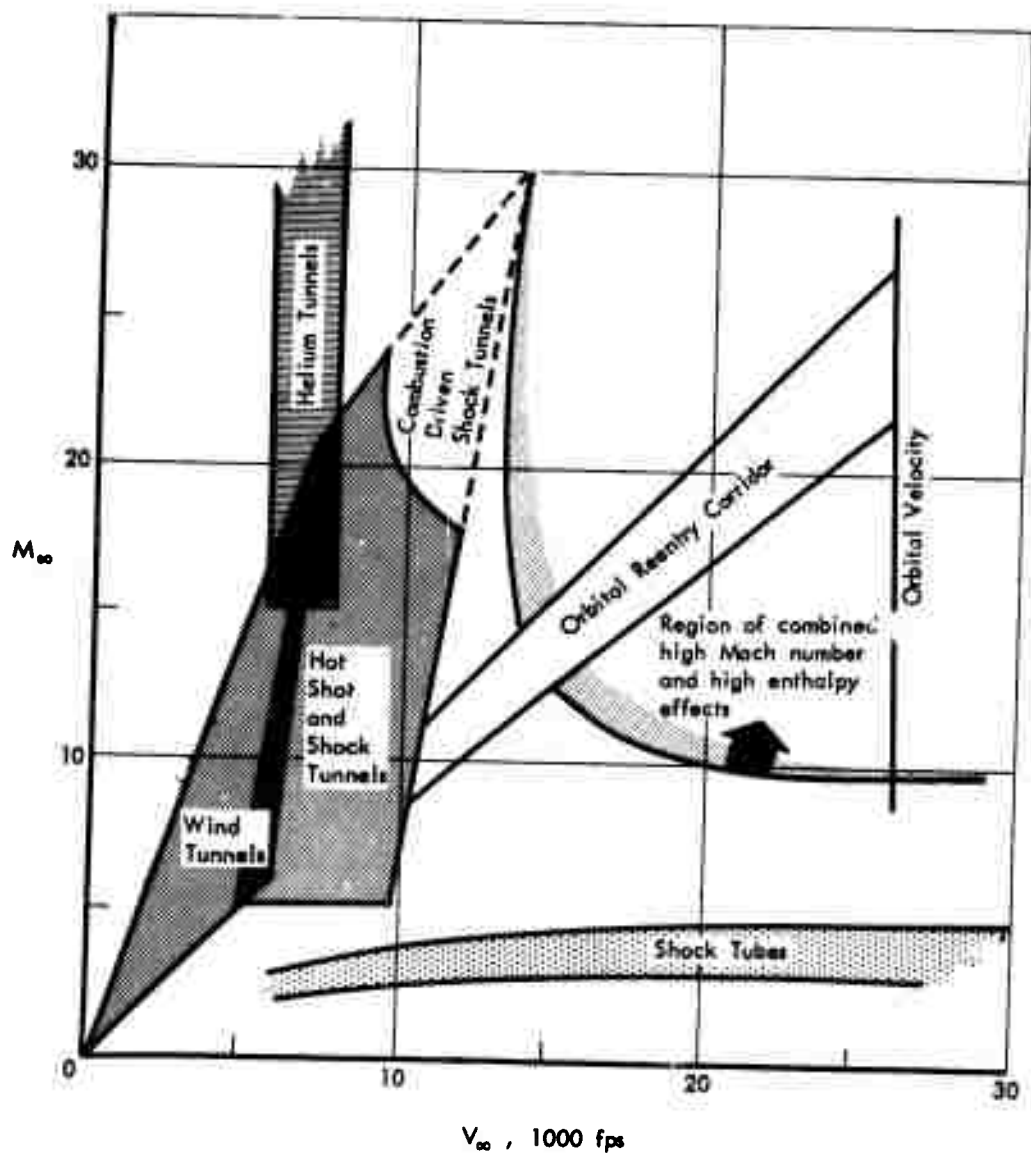 30
20
10
0
10
20
30
M∞
V∞ , 1000 fps
Helium Tunnels
Combustion
Driven
Shock Tunnels
Orbital Reentry Corridor
Orbital Velocity
Region of combined
high Mach number
and high enthalpy
effects
Hot
Shot
and
Shock
Tunnels
Wind
Tunnels
Shock Tubes